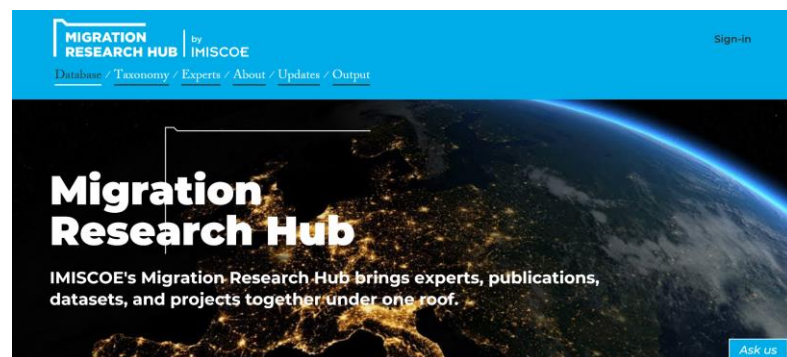 MIGRATION
RESEARCH HUB
by
IMISCOE
Sign-in
Database / Taxonomy / Experts / About / Updates / Output
Migration
Research Hub
IMISCOE's Migration Research Hub brings experts, publications,
datasets, and projects together under one roof.
Ask us